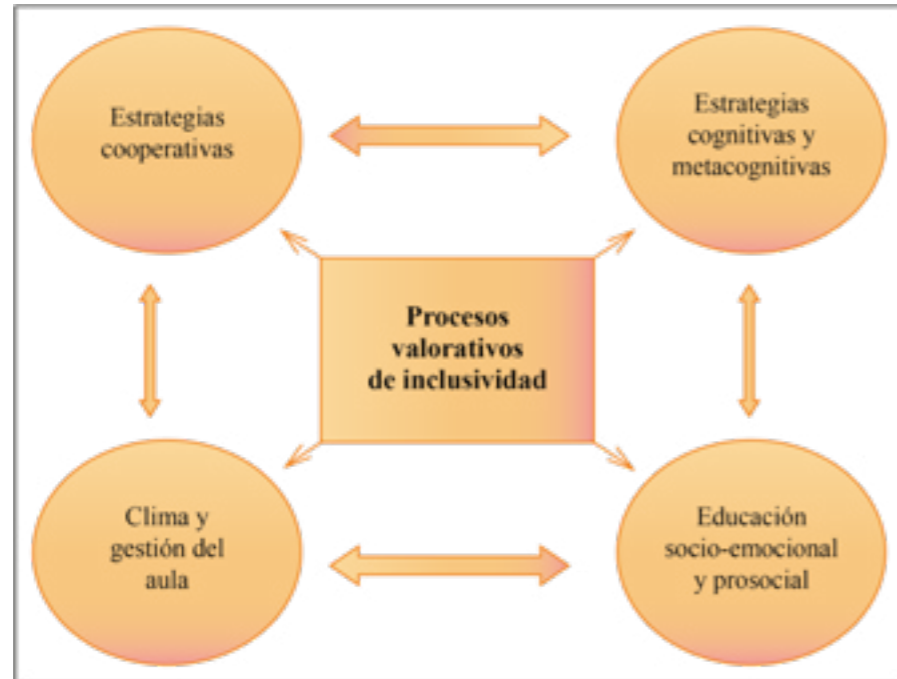 Estrategias
cooperativas
Estrategias
cognitivas y
metacognitivas
Procesos
valorativos
de inclusividad
Clima y
gestión del
aula
Educación
socio-emocional
y prosocial